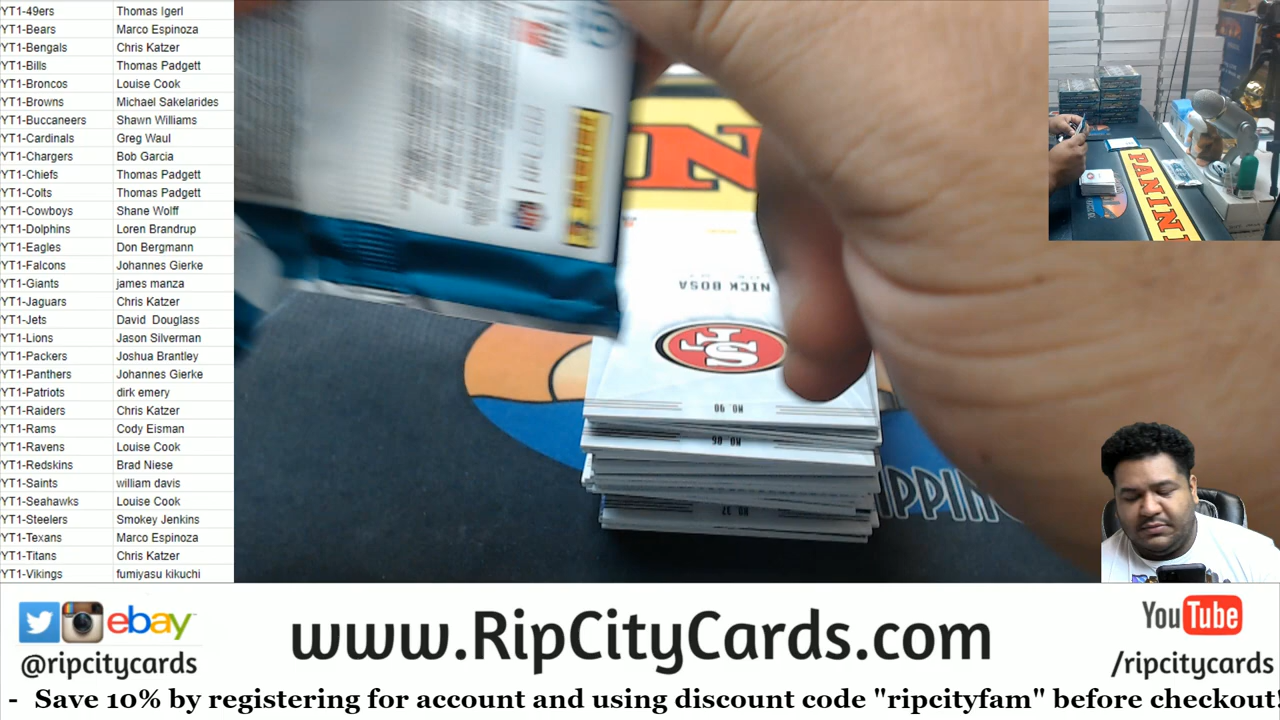 YT1-49ers Thomas Igerl
YT1-Bears Marco Espinoza
YT1-Bengals Chris Katzer
YT1-Bills Thomas Padgett
YT1-Broncos Louise Cook
YT1-Browns Michael Sakelarides
YT1-Buccaneers Shawn Williams
YT1-Cardinals Greg Waul
YT1-Chargers Bob Garcia
YT1-Chiefs Thomas Padgett
YT1-Colts Thomas Padgett
YT1-Cowboys Shane Wolff
YT1-Dolphins Loren Brandrup
YT1-Eagles Don Bergmann
YT1-Falcons Johannes Gierke
YT1-Giants james manza
YT1-Jaguars Chris Katzer
YT1-Jets David Douglass
YT1-Lions Jason Silverman
YT1-Packers Joshua Brantley
YT1-Panthers Johannes Gierke
YT1-Patriots dirk emery
YT1-Raiders Chris Katzer
YT1-Rams Cody Eisman
YT1-Ravens Louise Cook
YT1-Redskins Brad Niese
YT1-Saints william davis
YT1-Seahawks Louise Cook
YT1-Steelers Smokey Jenkins
YT1-Texans Marco Espinoza
YT1-Titans Chris Katzer
YT1-Vikings fumiyasu kikuchi
NICK BOSA
SF
NO. 90
PANINI
ebay
@ripcitycards
www.RipCityCards.com
YouTube
/ripcitycards
- Save 10% by registering for account and using discount code "ripcityfam" before checkout!